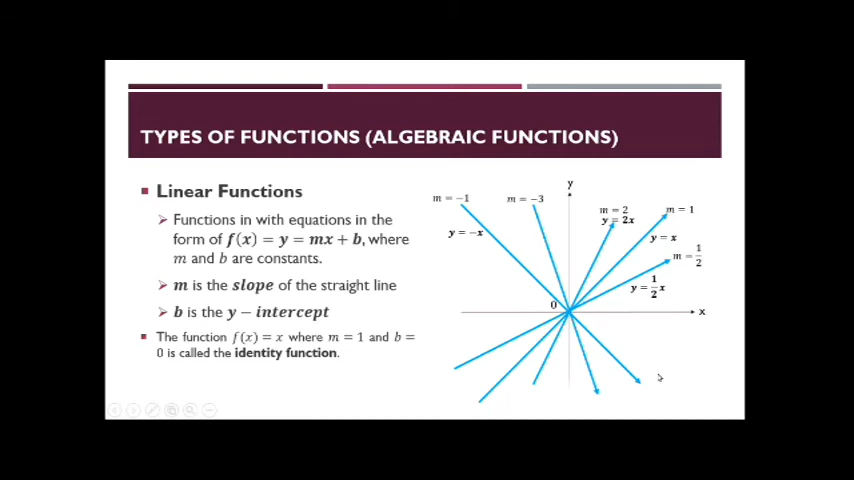 TYPES OF FUNCTIONS (ALGEBRAIC FUNCTIONS)
Linear Functions
Functions in with equations in the
form of f(x) = y = mx + b, where
m and b are constants.
m is the slope of the straight line
b is the y − intercept
The function f(x) = x where m = 1 and b =
0 is called the identity function.
y
m = −1
m = −3
m = 2
y = 2x
m = 1
y = −x
y = x
m = 1/2
y = 1/2 x
0
x